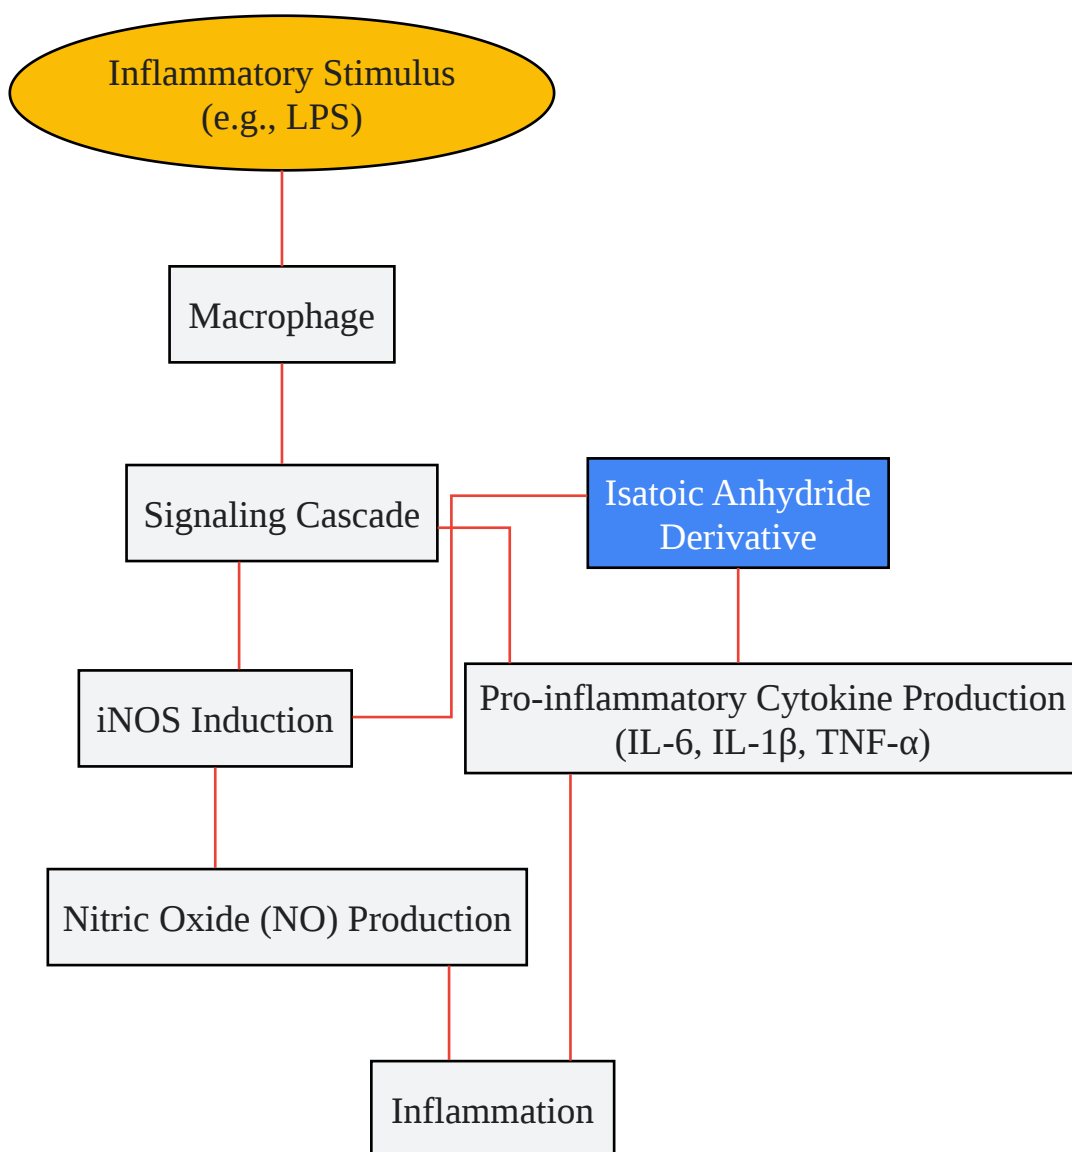 Inflammatory Stimulus
(e.g., LPS)
Macrophage
Signaling Cascade
Isatoic Anhydride
Derivative
iNOS Induction
Pro-inflammatory Cytokine Production
(IL-6, IL-1β, TNF-α)
Nitric Oxide (NO) Production
Inflammation